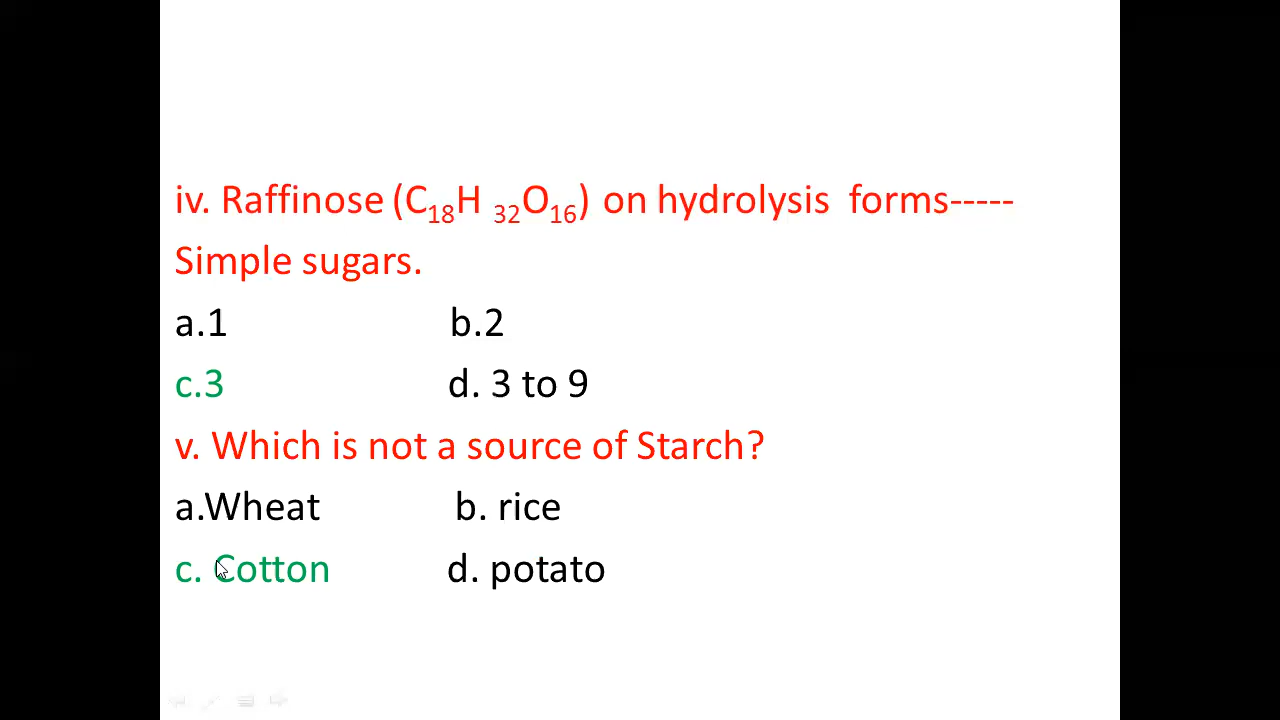 iv. Raffinose (C18H 32O16) on hydrolysis forms-----
Simple sugars.
a.1 b.2
c.3 d. 3 to 9
v. Which is not a source of Starch?
a.Wheat b. rice
c. Cotton d. potato